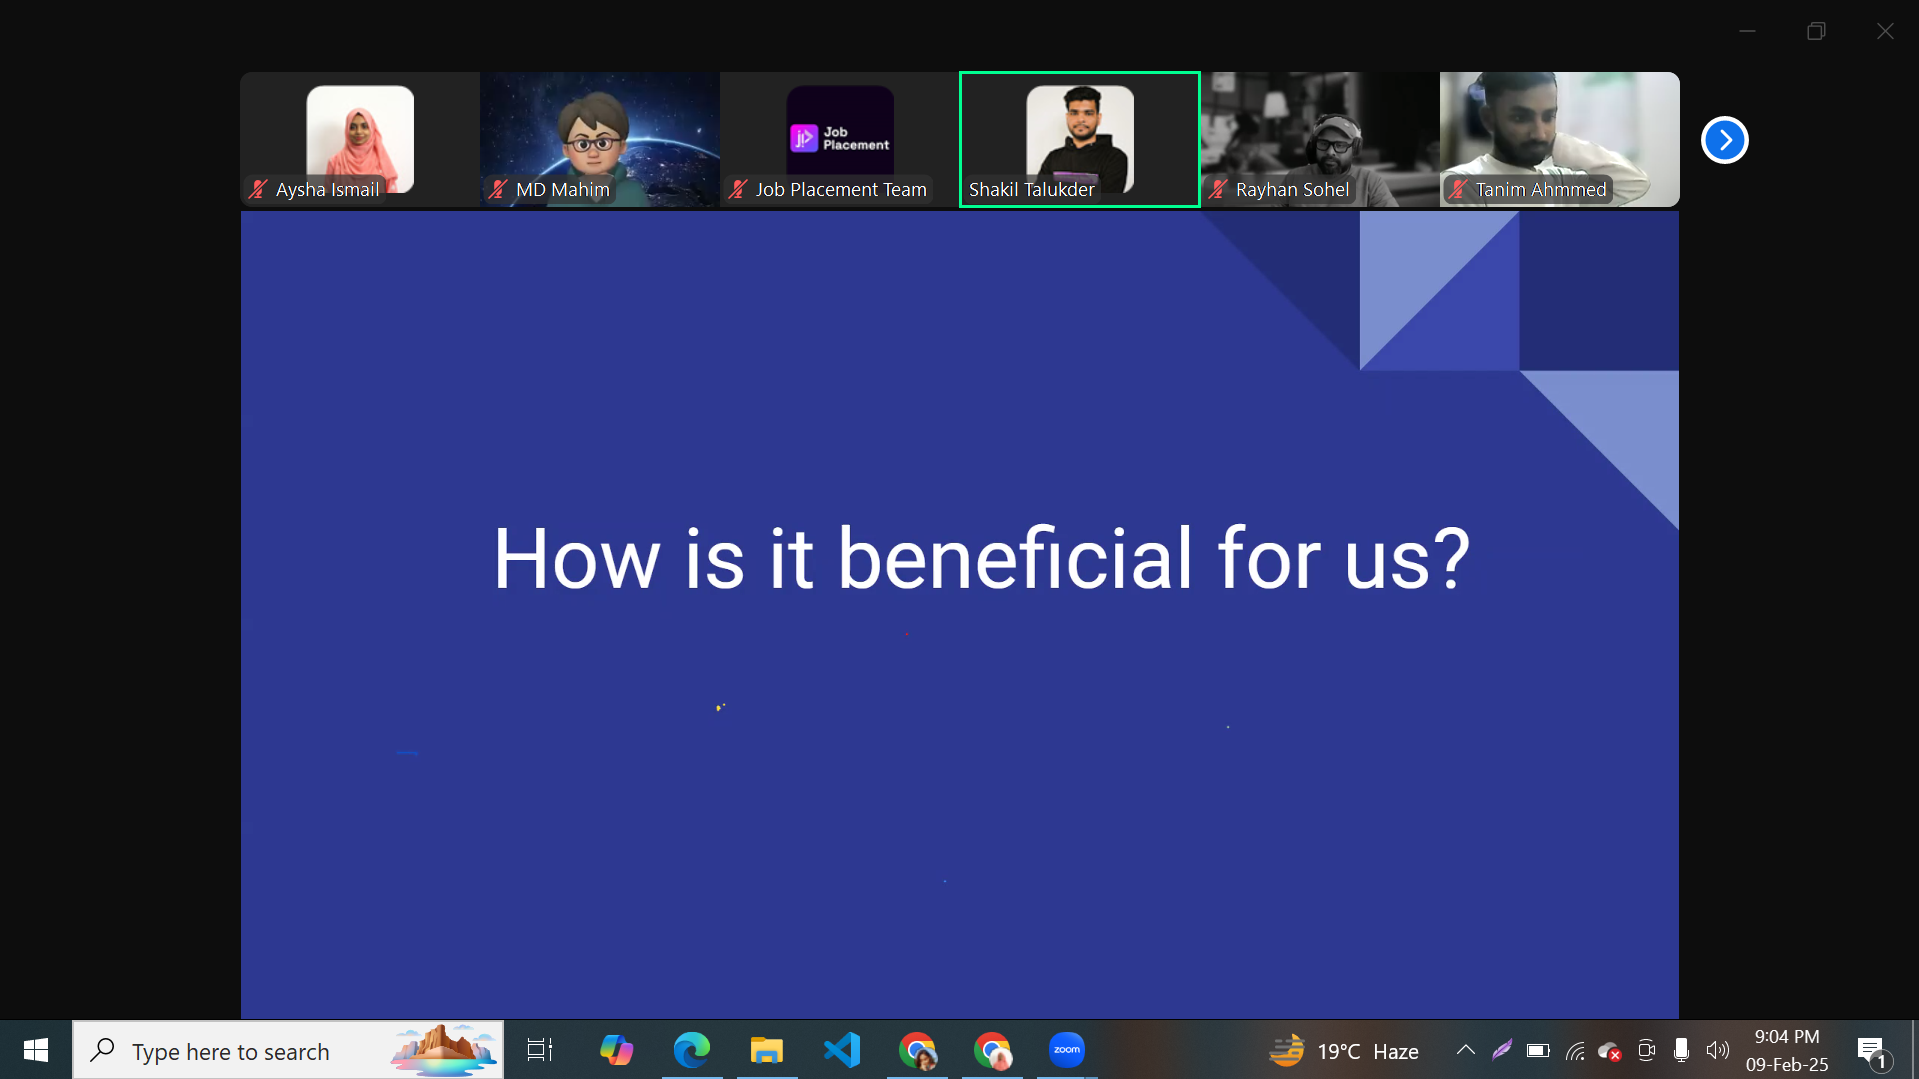 Aysha Ismail
MD Mahim
Job
Placement
Job Placement Team
Shakil Talukder
Rayhan Sohel
Tanim Ahmmed
How is it beneficial for us?
Type here to search
zoom
19°C Haze
9:04 PM
09-Feb-25
1